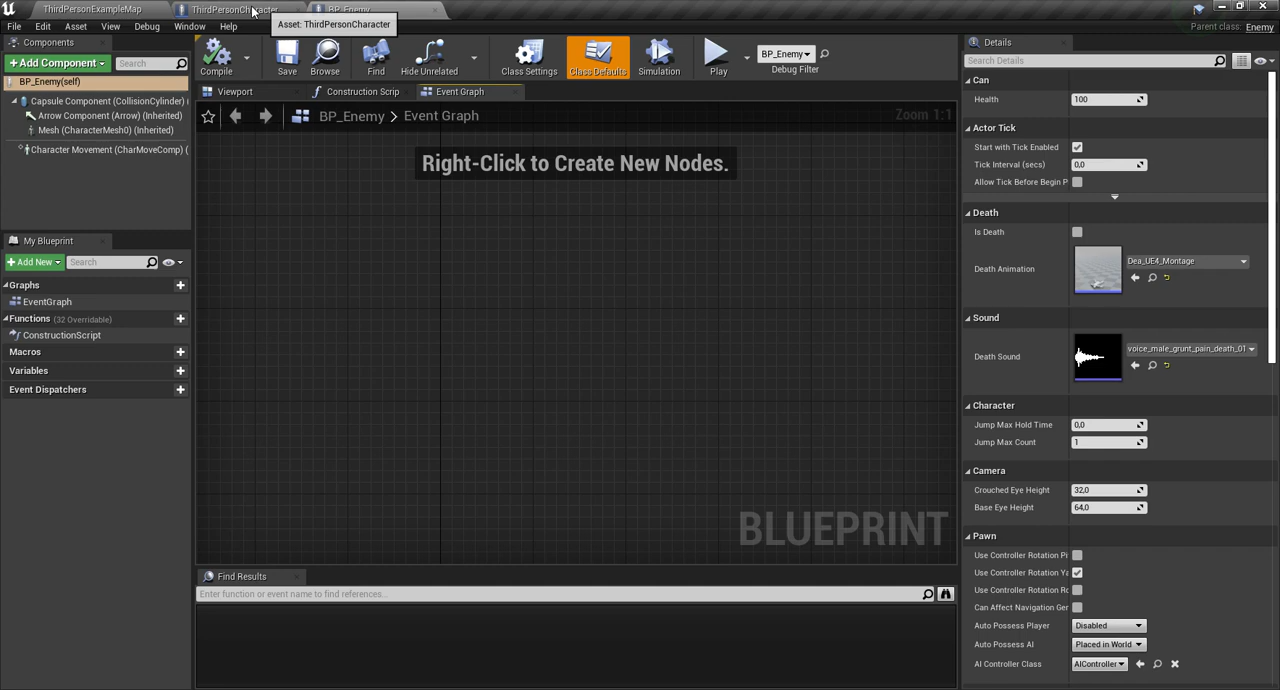 ThirdPersonExampleMap
ThirdPersonCharacter
BP_Enemy
Asset: ThirdPersonCharacter
File Edit Asset View Debug Window Help
Parent class: Enemy
Components
+Add Component
Search
BP_Enemy(self)
Capsule Component (CollisionCylinder) (
Arrow Component (Arrow) (Inherited)
Mesh (CharacterMesh0) (Inherited)
Character Movement (CharMoveComp) (
My Blueprint
+Add New
Search
Graphs
EventGraph
Functions (32 Overridable)
ConstructionScript
Macros
Variables
Event Dispatchers
Compile
Save
Browse
Find
Hide Unrelated
Class Settings
Class Defaults
Simulation
Play
BP_Enemy
Debug Filter
Viewport
Construction Scrip
Event Graph
BP_Enemy > Event Graph
Zoom 1:1
Right-Click to Create New Nodes.
BLUEPRINT
Find Results
Enter function or event name to find references...
Details
Search Details
Can
Health 100
Actor Tick
Start with Tick Enabled
Tick Interval (secs) 0,0
Allow Tick Before Begin P
Death
Is Death
Death Animation
Dea_UE4_Montage
Sound
Death Sound
voice_male_grunt_pain_death_01
Character
Jump Max Hold Time 0,0
Jump Max Count 1
Camera
Crouched Eye Height 32,0
Base Eye Height 64,0
Pawn
Use Controller Rotation Pi
Use Controller Rotation Ya
Use Controller Rotation Ro
Can Affect Navigation Ger
Auto Possess Player Disabled
Auto Possess AI Placed in World
AI Controller Class AIController